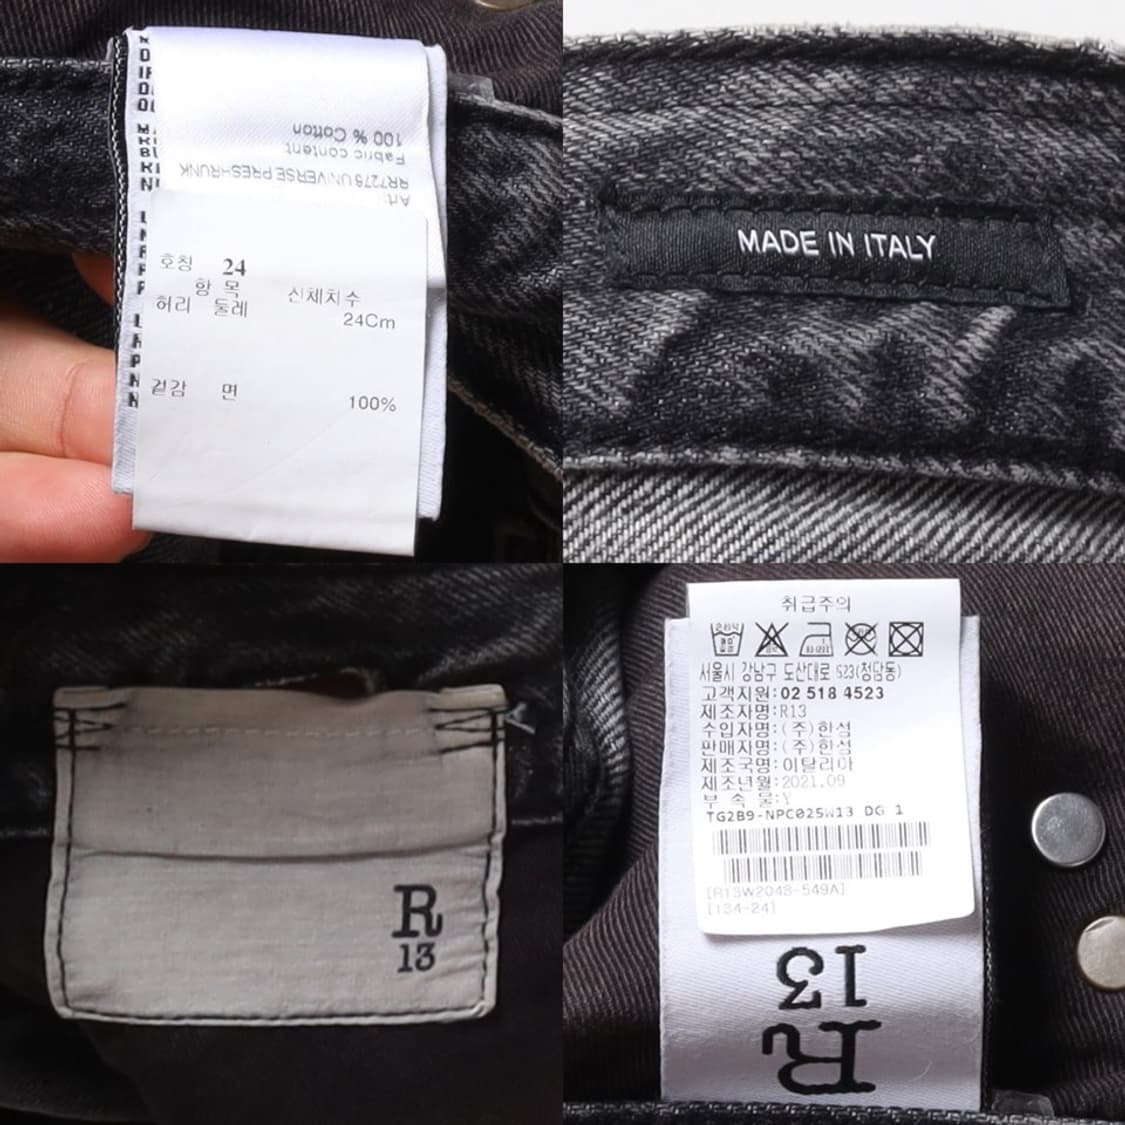 100 % Cotton
Fabric content
RR7276 UNIVERSE PRES-RUNK
Art.
호칭 24
항 목 신체치수
허리 둘레 24Cm
겉감 면 100%
MADE IN ITALY
R
13
취급주의
서울시 강남구 도산대로 523(청담동)
고객지원: 02 518 4523
제조자명:R13
수입자명:(주)한섬
판매자명:(주)한섬
제조국명:이탈리아
제조년월:2021.09
부 속 물:Y
TG2B9-NPC025W13 DG 1
[R13W2048-549A]
[134-24]
13
R